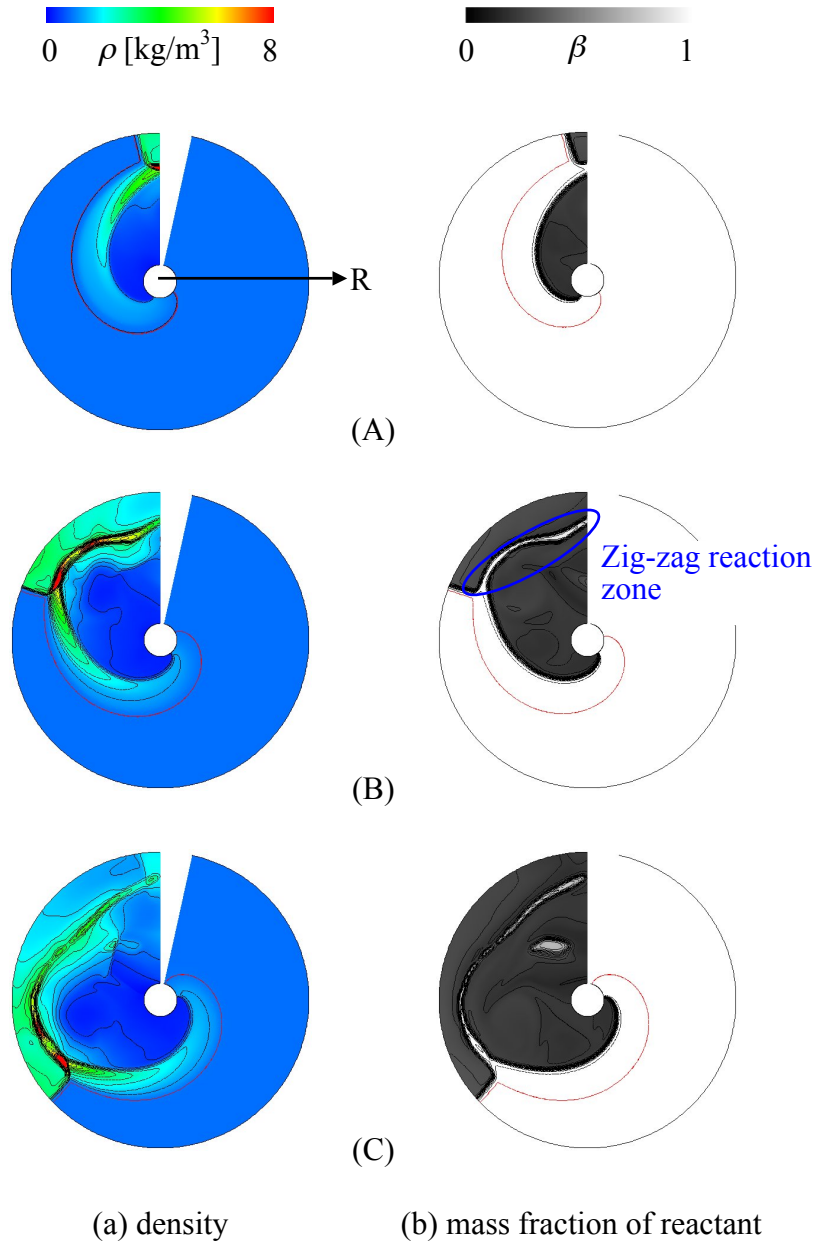 0 ρ [kg/m³] 8
0 β 1
R
(A)
Zig-zag reaction
zone
(B)
(C)
(a) density
(b) mass fraction of reactant